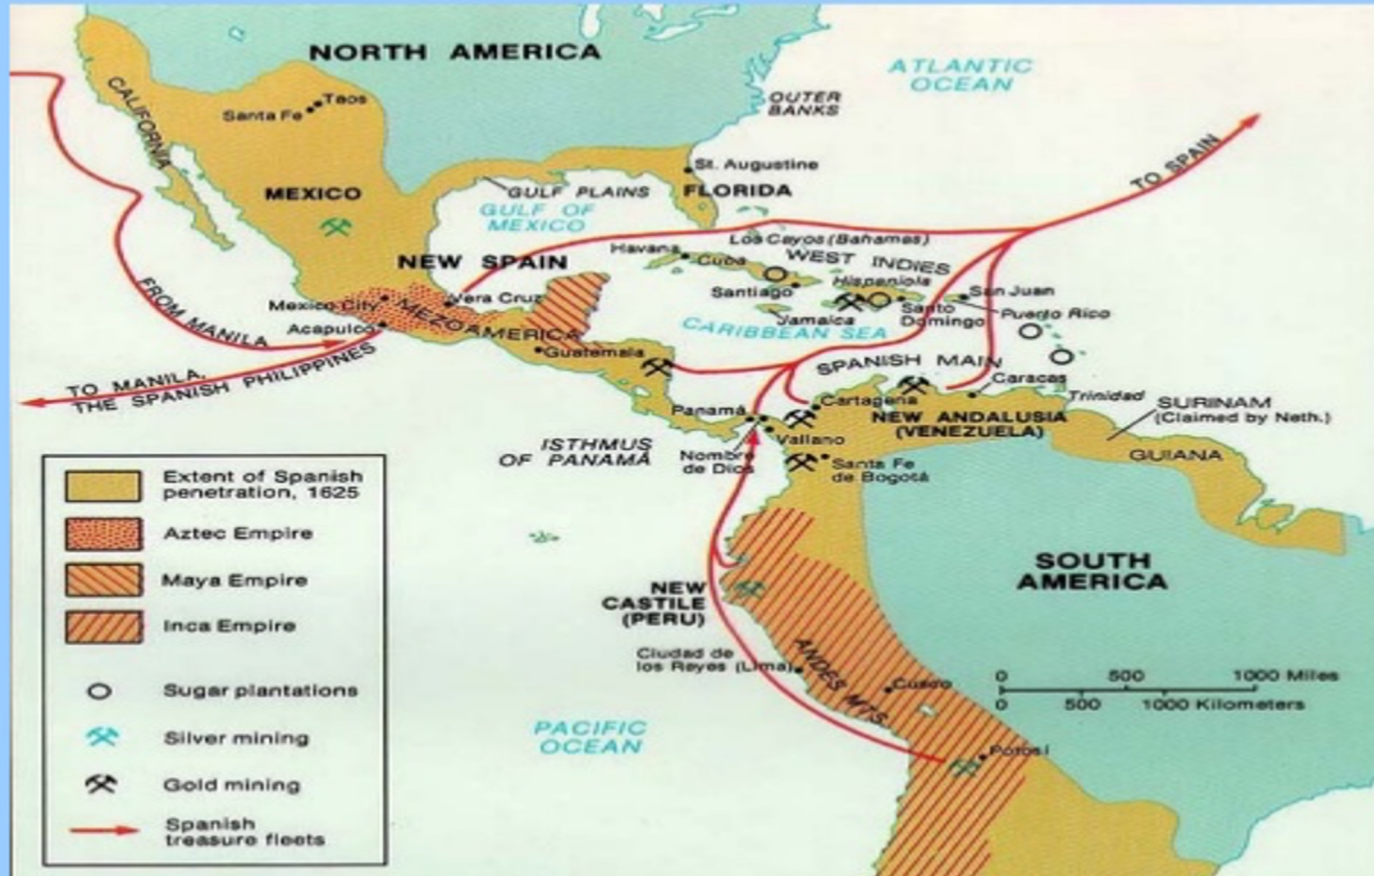 NORTH AMERICA
ATLANTIC
OCEAN
OUTER
BANKS
CALIFORNIA
Taos
Santa Fe
TO SPAIN
St. Augustine
MEXICO
GULF PLAINS
FLORIDA
GULF OF
MEXICO
Havana
Los Cayos (Bahamas)
NEW SPAIN
Cuba
WEST INDIES
Hispaniola
FROM MANILA
Mexico City
Vera Cruz
Santiago
San Juan
MEZOAMERICA
Jamaica
Santo
Domingo
Puerto Rico
Acapulco
CARIBBEAN SEA
Guatemala
TO MANILA,
THE SPANISH PHILIPPINES
SPANISH MAIN
Caracas
Trinidad
Cartagena
SURINAM
(Claimed by Neth.)
Panamá
NEW ANDALUSIA
(VENEZUELA)
Vallano
ISTHMUS
OF PANAMÁ
Nombre
de Dios
Santa Fe
de Bogotá
GUIANA
SOUTH
AMERICA
NEW
CASTILE
(PERU)
Ciudad de
los Reyes (Lima)
ANDES MTS.
Cuzco
0 500 1000 Miles
0 500 1000 Kilometers
PACIFIC
OCEAN
Potosí
Extent of Spanish
penetration, 1625
Aztec Empire
Maya Empire
Inca Empire
Sugar plantations
Silver mining
Gold mining
Spanish
treasure fleets